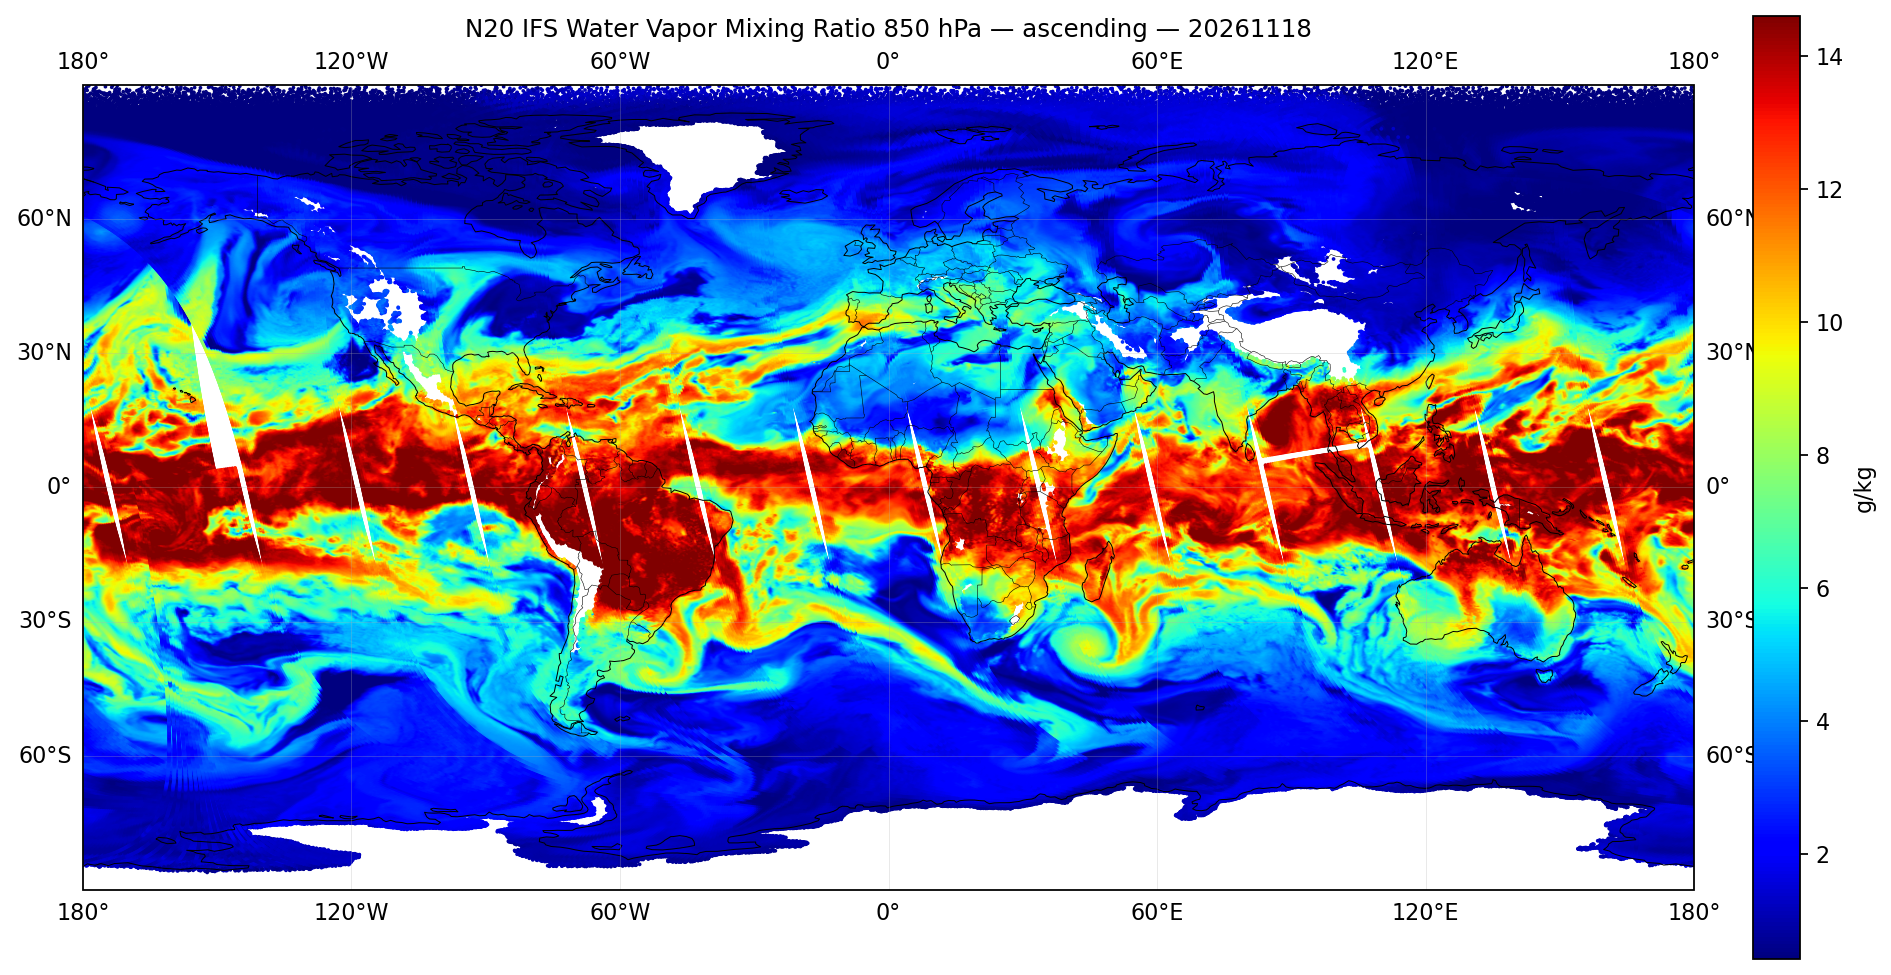 N20 IFS Water Vapor Mixing Ratio 850 hPa — ascending — 20261118
180° 120°W 60°W 0° 60°E 120°E 180°
14
12
10
8
6
4
2
g/kg
60°N 60°N
30°N 30°N
0° 0°
30°S 30°S
60°S 60°S
180° 120°W 60°W 0° 60°E 120°E 180°